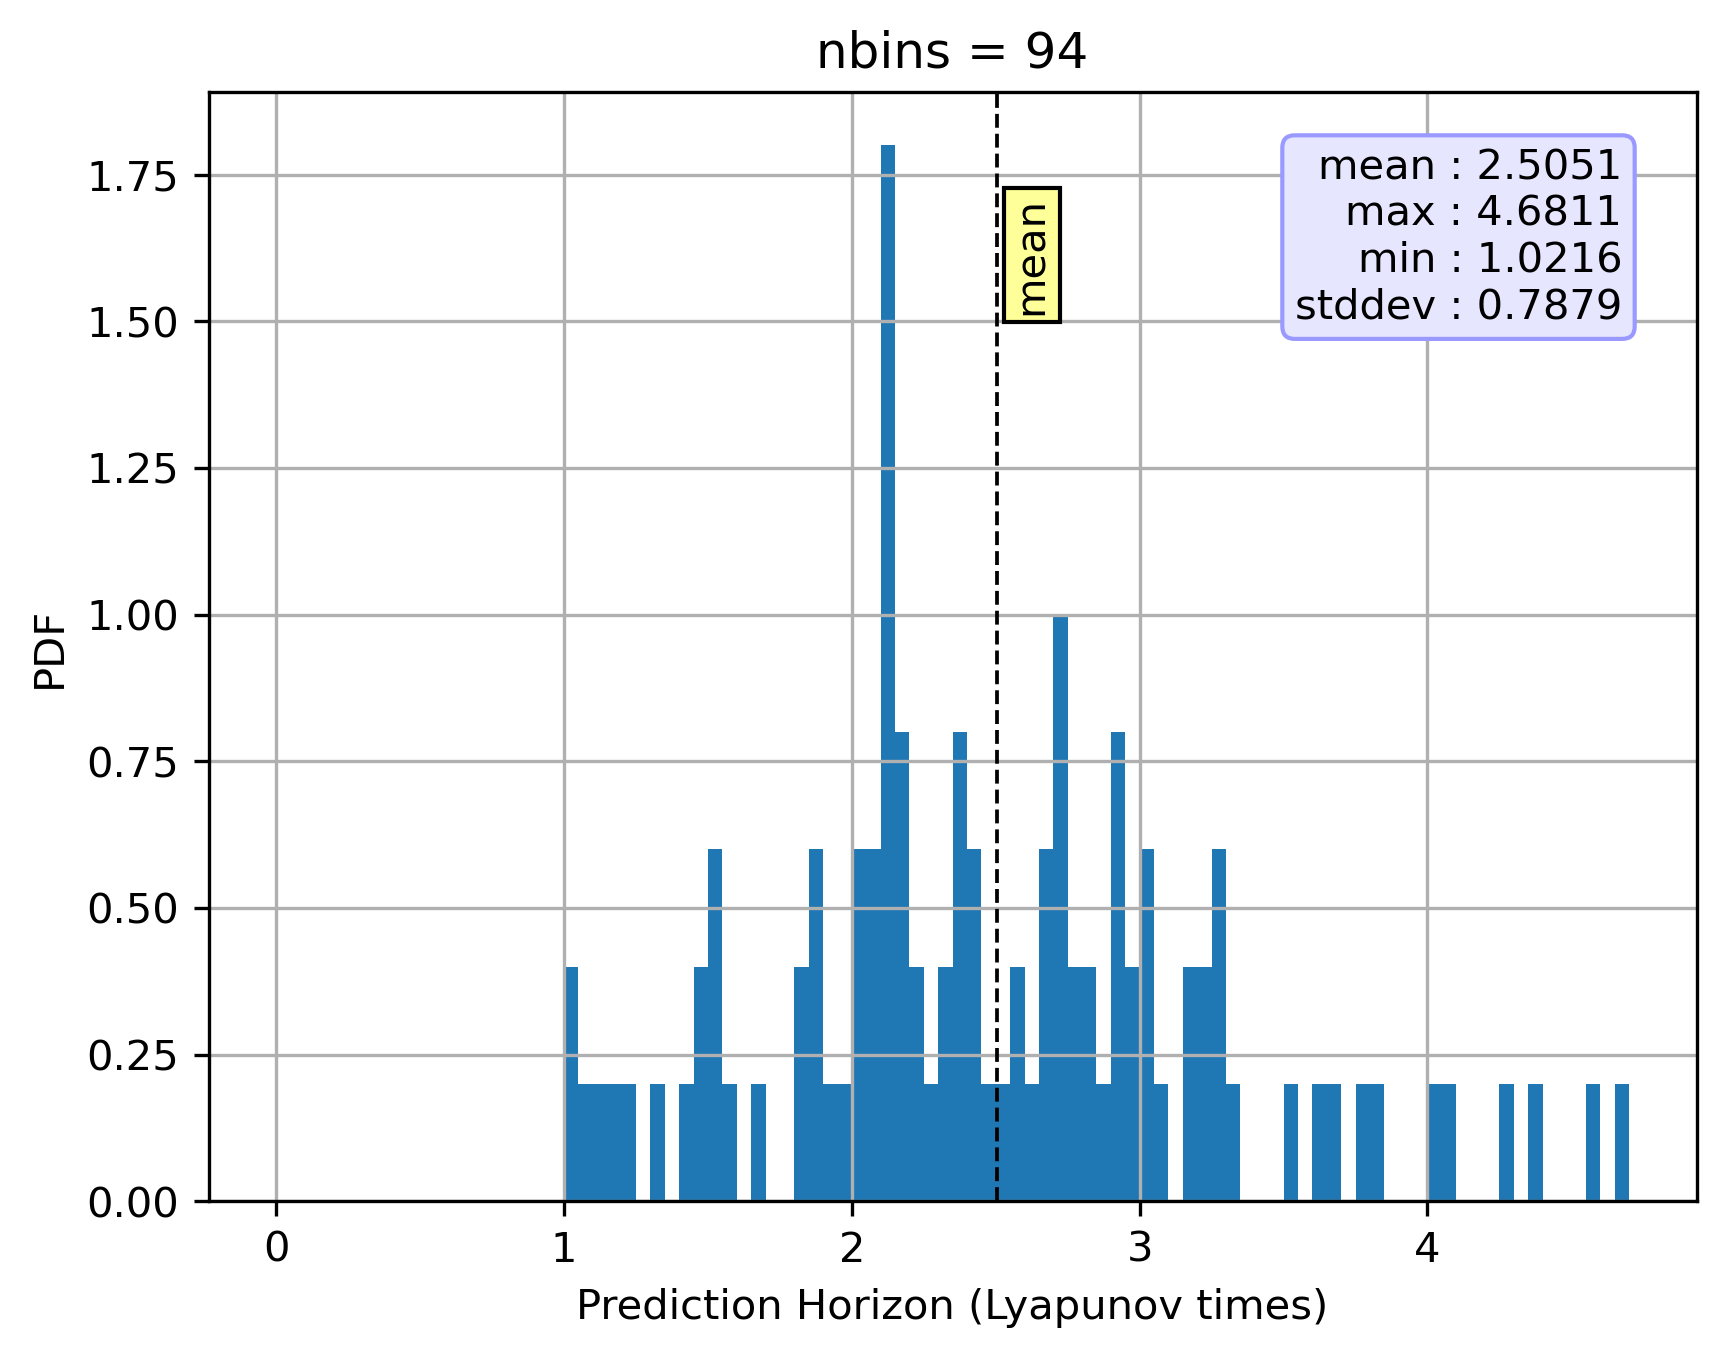 nbins = 94
mean : 2.5051
max : 4.6811
min : 1.0216
stddev : 0.7879
mean
1.75
1.50
1.25
1.00
0.75
0.50
0.25
0.00
PDF
0 1 2 3 4
Prediction Horizon (Lyapunov times)